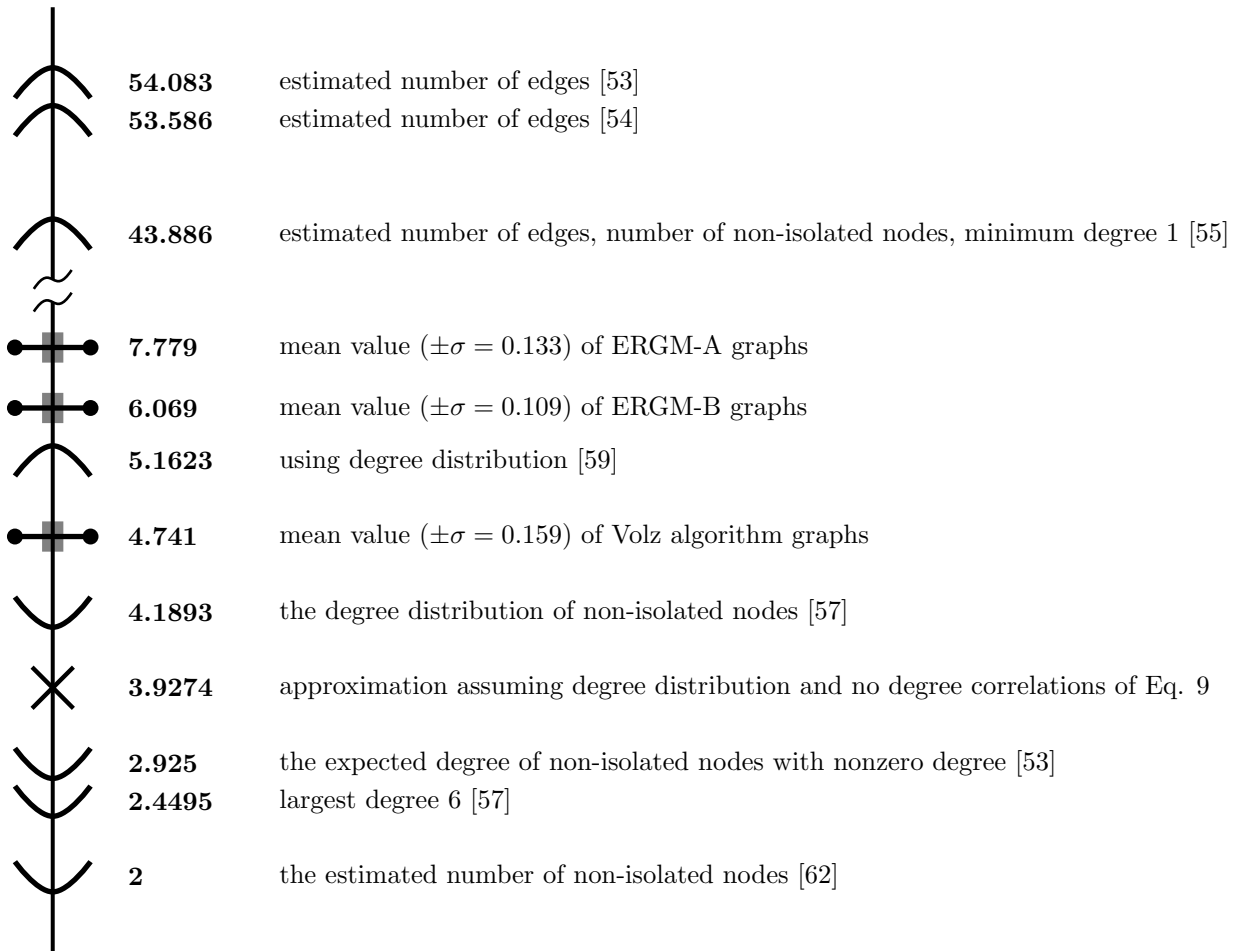 54.083 estimated number of edges [53]
53.586 estimated number of edges [54]
43.886 estimated number of edges, number of non-isolated nodes, minimum degree 1 [55]
7.779 mean value (±σ = 0.133) of ERGM-A graphs
6.069 mean value (±σ = 0.109) of ERGM-B graphs
5.1623 using degree distribution [59]
4.741 mean value (±σ = 0.159) of Volz algorithm graphs
4.1893 the degree distribution of non-isolated nodes [57]
3.9274 approximation assuming degree distribution and no degree correlations of Eq. 9
2.925 the expected degree of non-isolated nodes with nonzero degree [53]
2.4495 largest degree 6 [57]
2 the estimated number of non-isolated nodes [62]